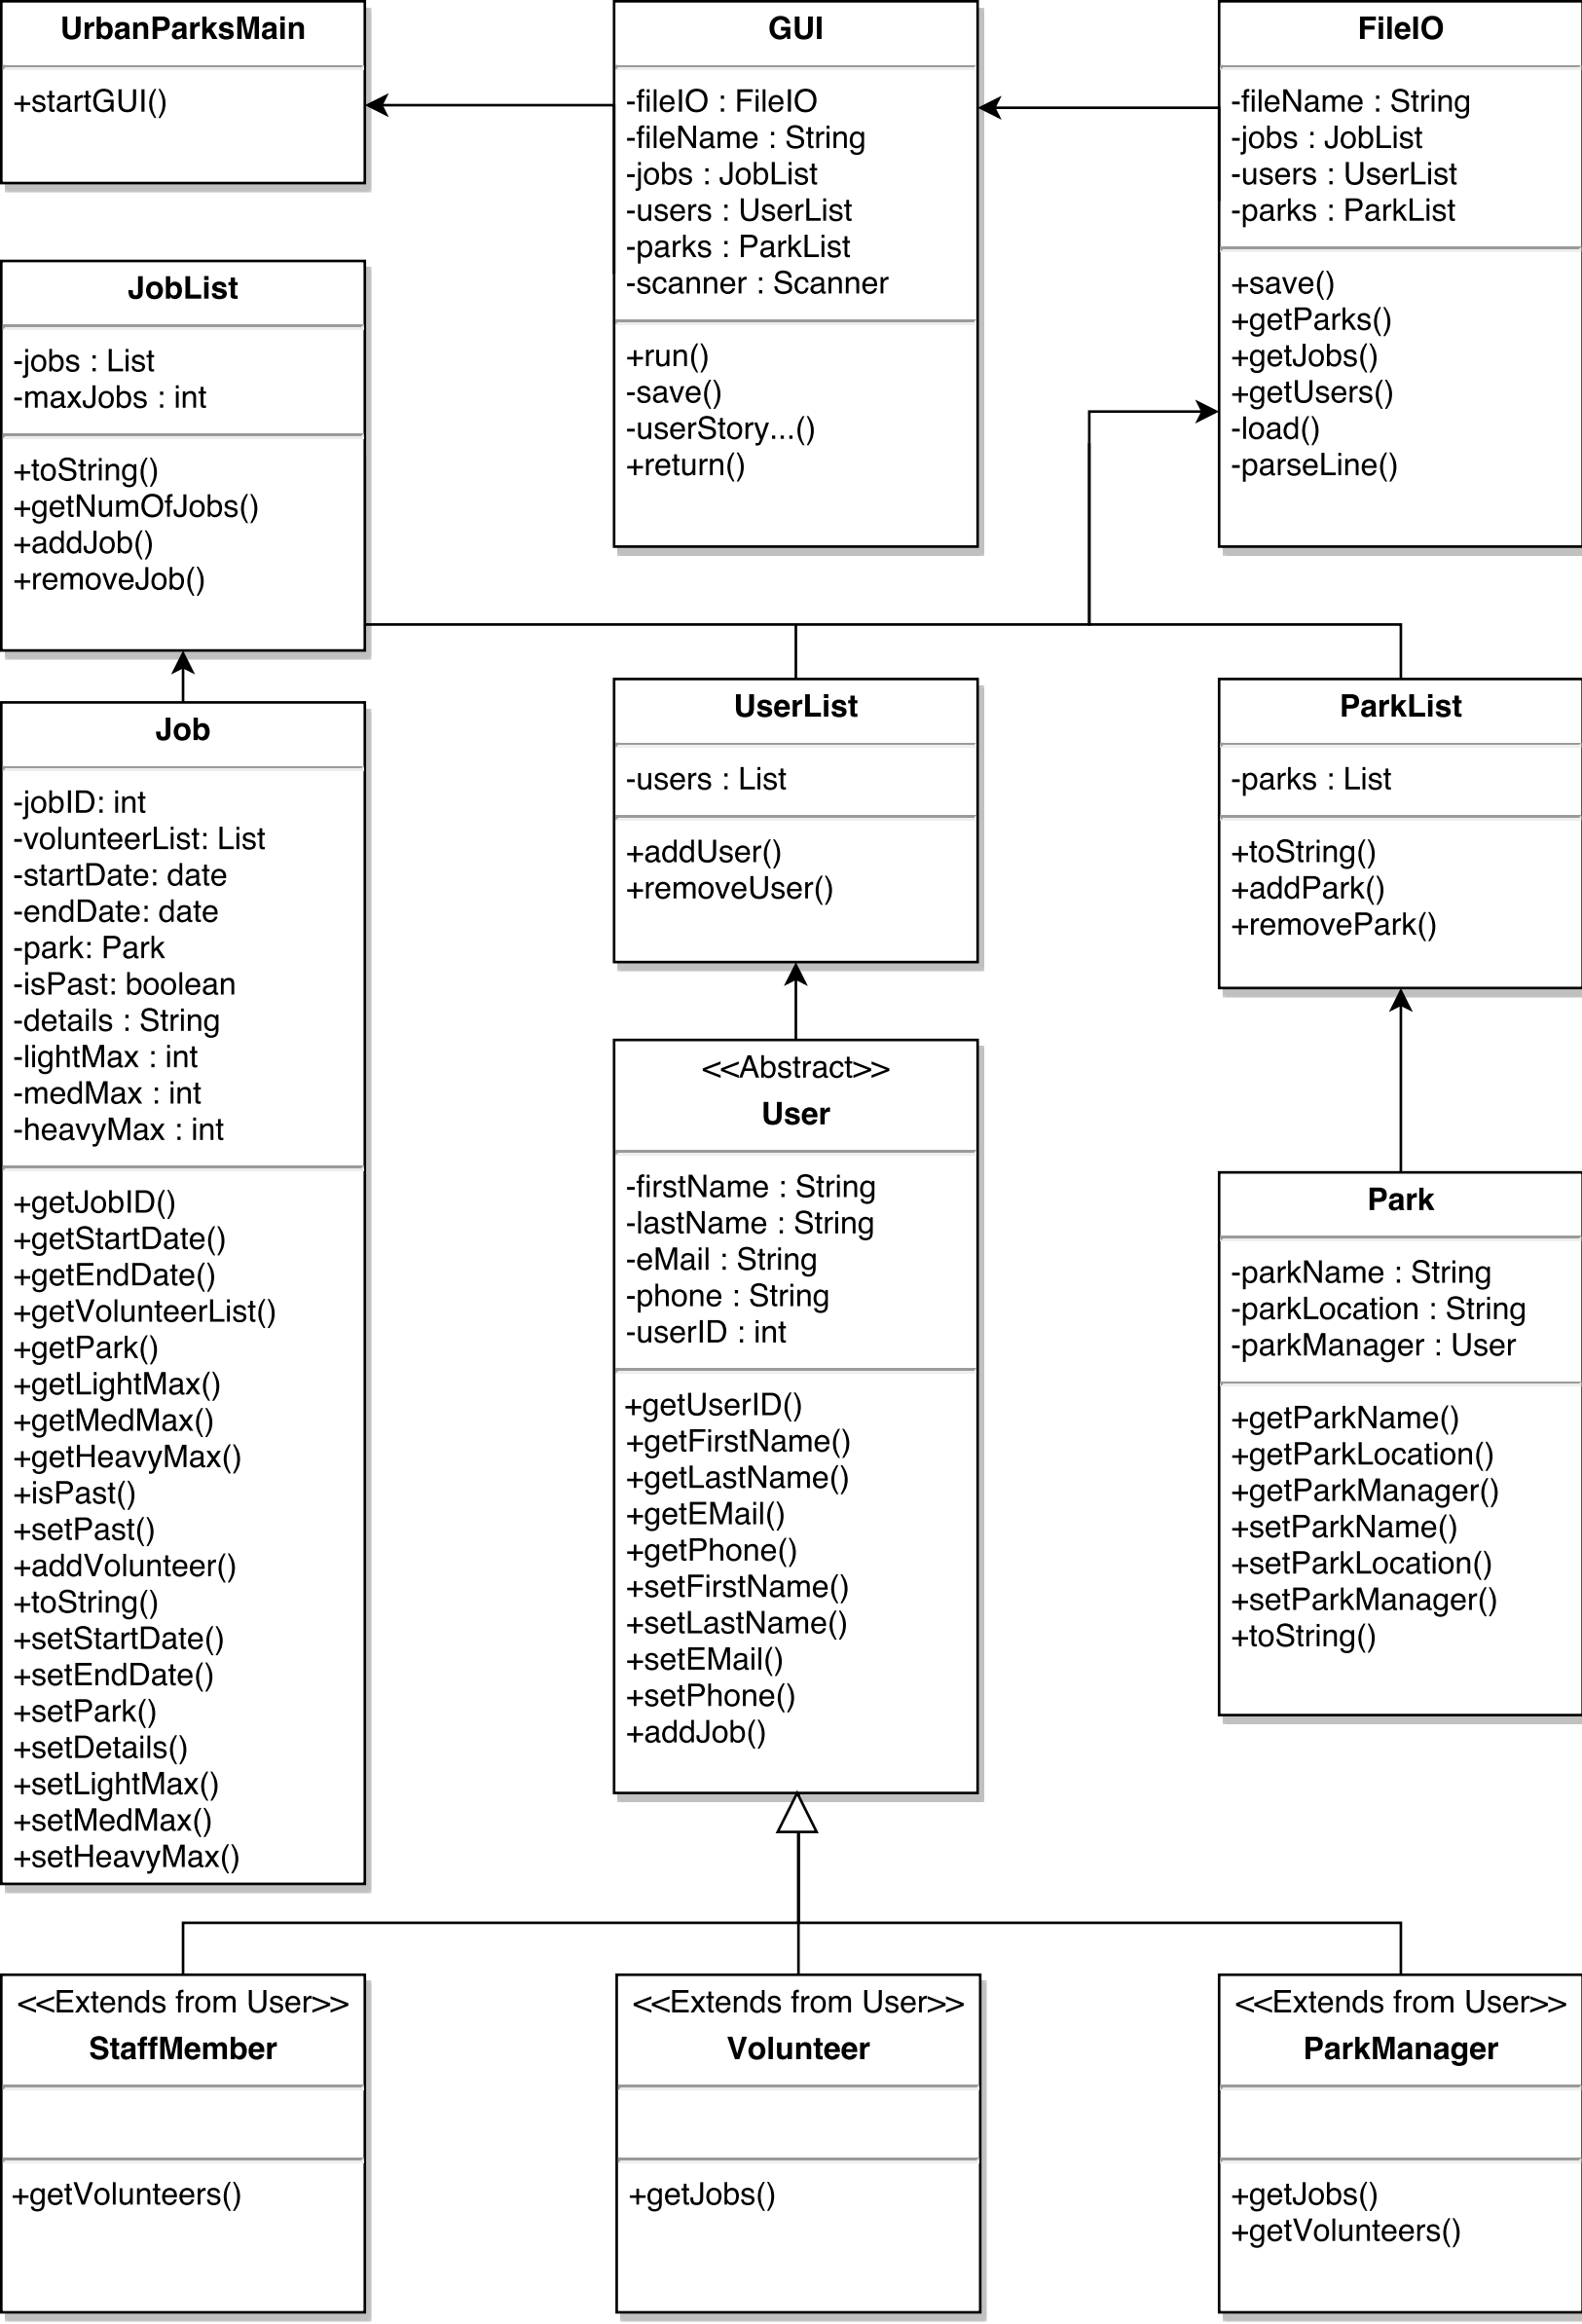 UrbanParksMain
+startGUI()
GUI
-fileIO : FileIO
-fileName : String
-jobs : JobList
-users : UserList
-parks : ParkList
-scanner : Scanner
+run()
-save()
-userStory...()
+return()
FileIO
-fileName : String
-jobs : JobList
-users : UserList
-parks : ParkList
+save()
+getParks()
+getJobs()
+getUsers()
-load()
-parseLine()
JobList
-jobs : List
-maxJobs : int
+toString()
+getNumOfJobs()
+addJob()
+removeJob()
Job
-jobID: int
-volunteerList: List
-startDate: date
-endDate: date
-park: Park
-isPast: boolean
-details : String
-lightMax : int
-medMax : int
-heavyMax : int
+getJobID()
+getStartDate()
+getEndDate()
+getVolunteerList()
+getPark()
+getLightMax()
+getMedMax()
+getHeavyMax()
+isPast()
+setPast()
+addVolunteer()
+toString()
+setStartDate()
+setEndDate()
+setPark()
+setDetails()
+setLightMax()
+setMedMax()
+setHeavyMax()
UserList
-users : List
+addUser()
+removeUser()
ParkList
-parks : List
+toString()
+addPark()
+removePark()
<<Abstract>>
User
-firstName : String
-lastName : String
-eMail : String
-phone : String
-userID : int
+getUserID()
+getFirstName()
+getLastName()
+getEMail()
+getPhone()
+setFirstName()
+setLastName()
+setEMail()
+setPhone()
+addJob()
Park
-parkName : String
-parkLocation : String
-parkManager : User
+getParkName()
+getParkLocation()
+getParkManager()
+setParkName()
+setParkLocation()
+setParkManager()
+toString()
<<Extends from User>>
StaffMember
+getVolunteers()
<<Extends from User>>
Volunteer
+getJobs()
<<Extends from User>>
ParkManager
+getJobs()
+getVolunteers()